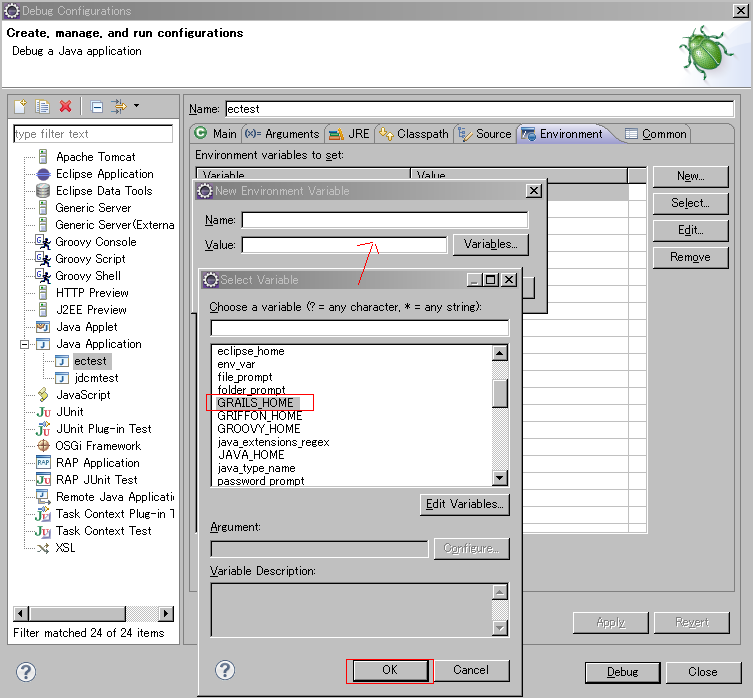 Debug Configurations
Create, manage, and run configurations
Debug a Java application
type filter text
Apache Tomcat
Eclipse Application
Eclipse Data Tools
Generic Server
Generic Server(Externa
Groovy Console
Groovy Script
Groovy Shell
HTTP Preview
J2EE Preview
Java Applet
Java Application
ectest
jdcmtest
JavaScript
JUnit
JUnit Plug-in Test
OSGi Framework
RAP Application
RAP JUnit Test
Remote Java Applicati
Task Context Plug-in T
Task Context Test
XSL
Filter matched 24 of 24 items
Name: ectest
Main (x)= Arguments JRE Classpath Source Environment Common
Environment variables to set:
Variable Value
New...
Select...
Edit...
Remove
New Environment Variable
Name:
Value: Variables...
Select Variable
Choose a variable (? = any character, * = any string):
eclipse_home
env_var
file_prompt
folder_prompt
GRAILS_HOME
GRIFFON_HOME
GROOVY_HOME
java_extensions_regex
JAVA_HOME
java_type_name
password_prompt
Edit Variables...
Argument:
Configure...
Variable Description:
OK Cancel
Apply Revert
Debug Close